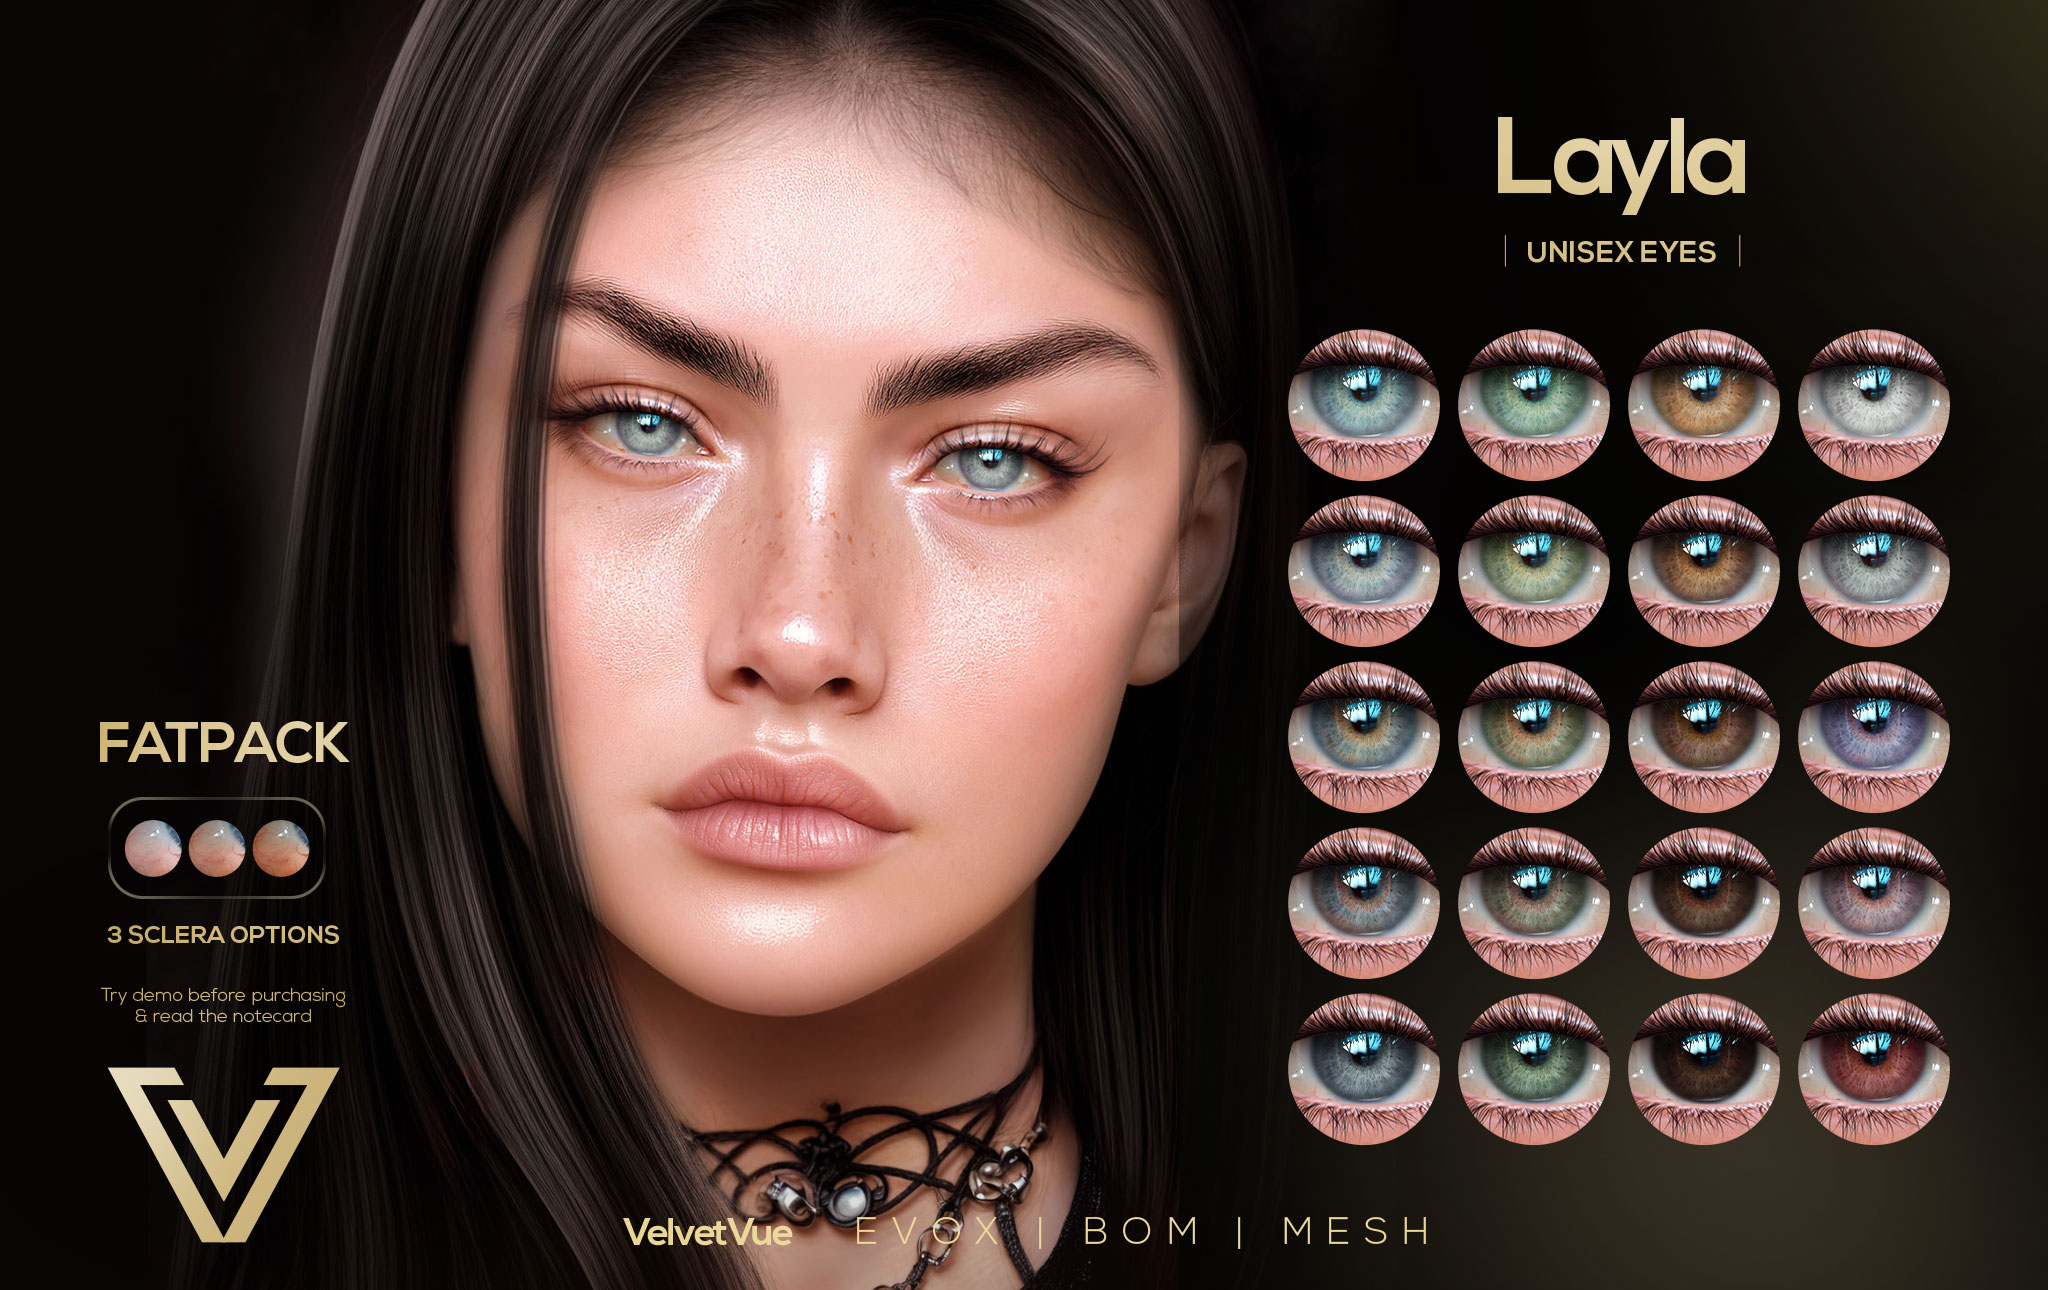 Layla
| UNISEX EYES |
FATPACK
3 SCLERA OPTIONS
Try demo before purchasing
& read the notecard
VelvetVue EVOX | BOM | MESH